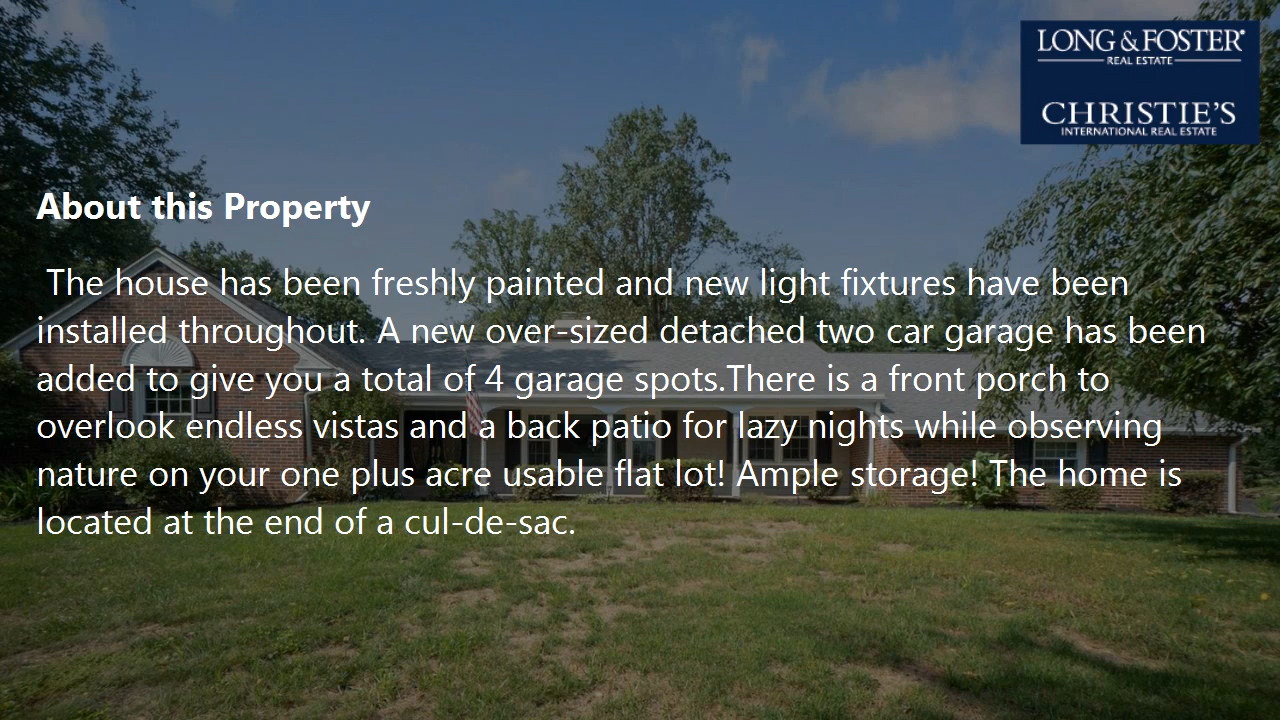 LONG & FOSTER®
REAL ESTATE
CHRISTIE'S
INTERNATIONAL REAL ESTATE
About this Property
The house has been freshly painted and new light fixtures have been
installed throughout. A new over-sized detached two car garage has been
added to give you a total of 4 garage spots.There is a front porch to
overlook endless vistas and a back patio for lazy nights while observing
nature on your one plus acre usable flat lot! Ample storage! The home is
located at the end of a cul-de-sac.